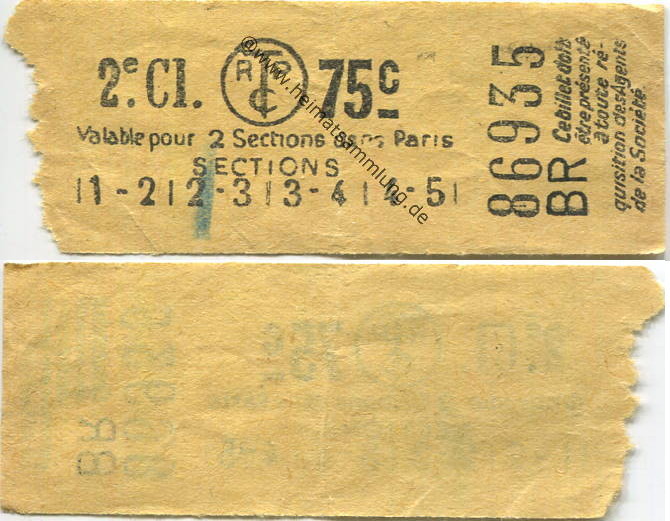 2e. Cl. TCRP 75c
Valable pour 2 Sections dans Paris
SECTIONS
|1-2|2-3|3-4|4-5|
86935
BR
Ce billet doit
être présenté
à toute ré-
quisition des Agents
de la Société.
@www.heimatsammlung.de